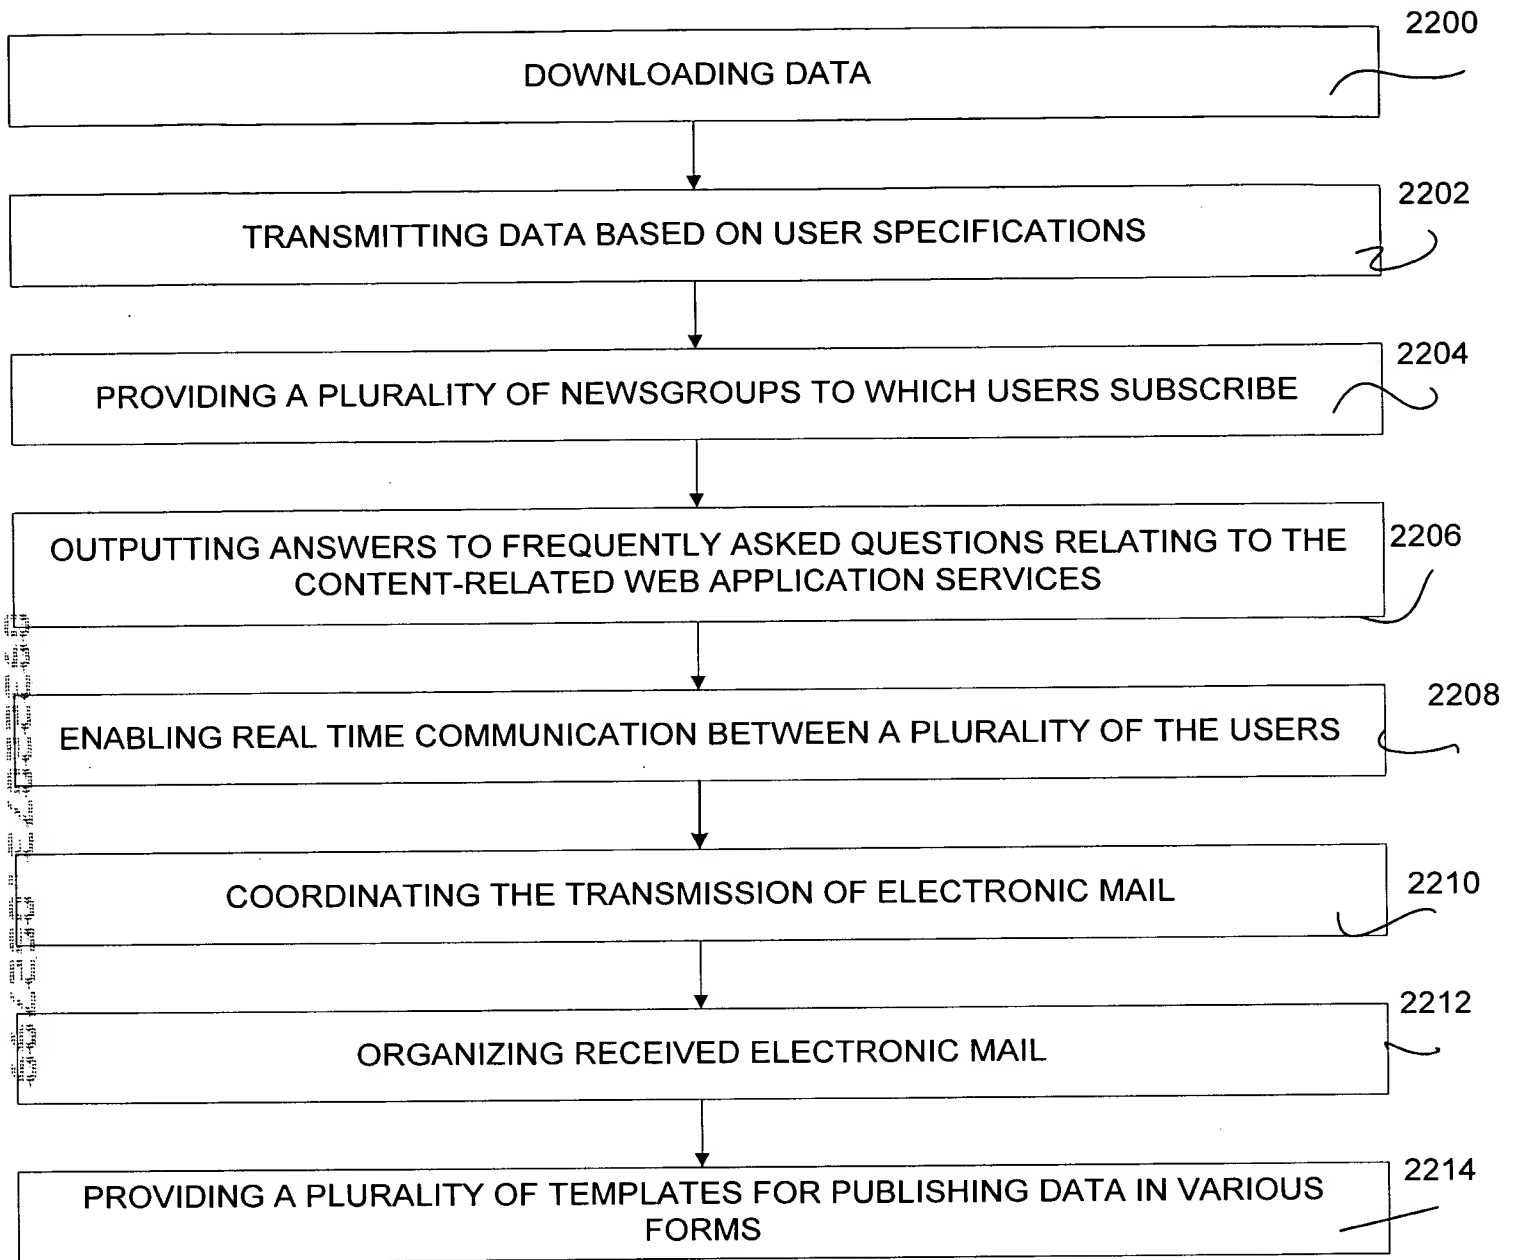 2200
DOWNLOADING DATA
2202
TRANSMITTING DATA BASED ON USER SPECIFICATIONS
2204
PROVIDING A PLURALITY OF NEWSGROUPS TO WHICH USERS SUBSCRIBE
2206
OUTPUTTING ANSWERS TO FREQUENTLY ASKED QUESTIONS RELATING TO THE
CONTENT-RELATED WEB APPLICATION SERVICES
2208
ENABLING REAL TIME COMMUNICATION BETWEEN A PLURALITY OF THE USERS
2210
COORDINATING THE TRANSMISSION OF ELECTRONIC MAIL
2212
ORGANIZING RECEIVED ELECTRONIC MAIL
2214
PROVIDING A PLURALITY OF TEMPLATES FOR PUBLISHING DATA IN VARIOUS
FORMS